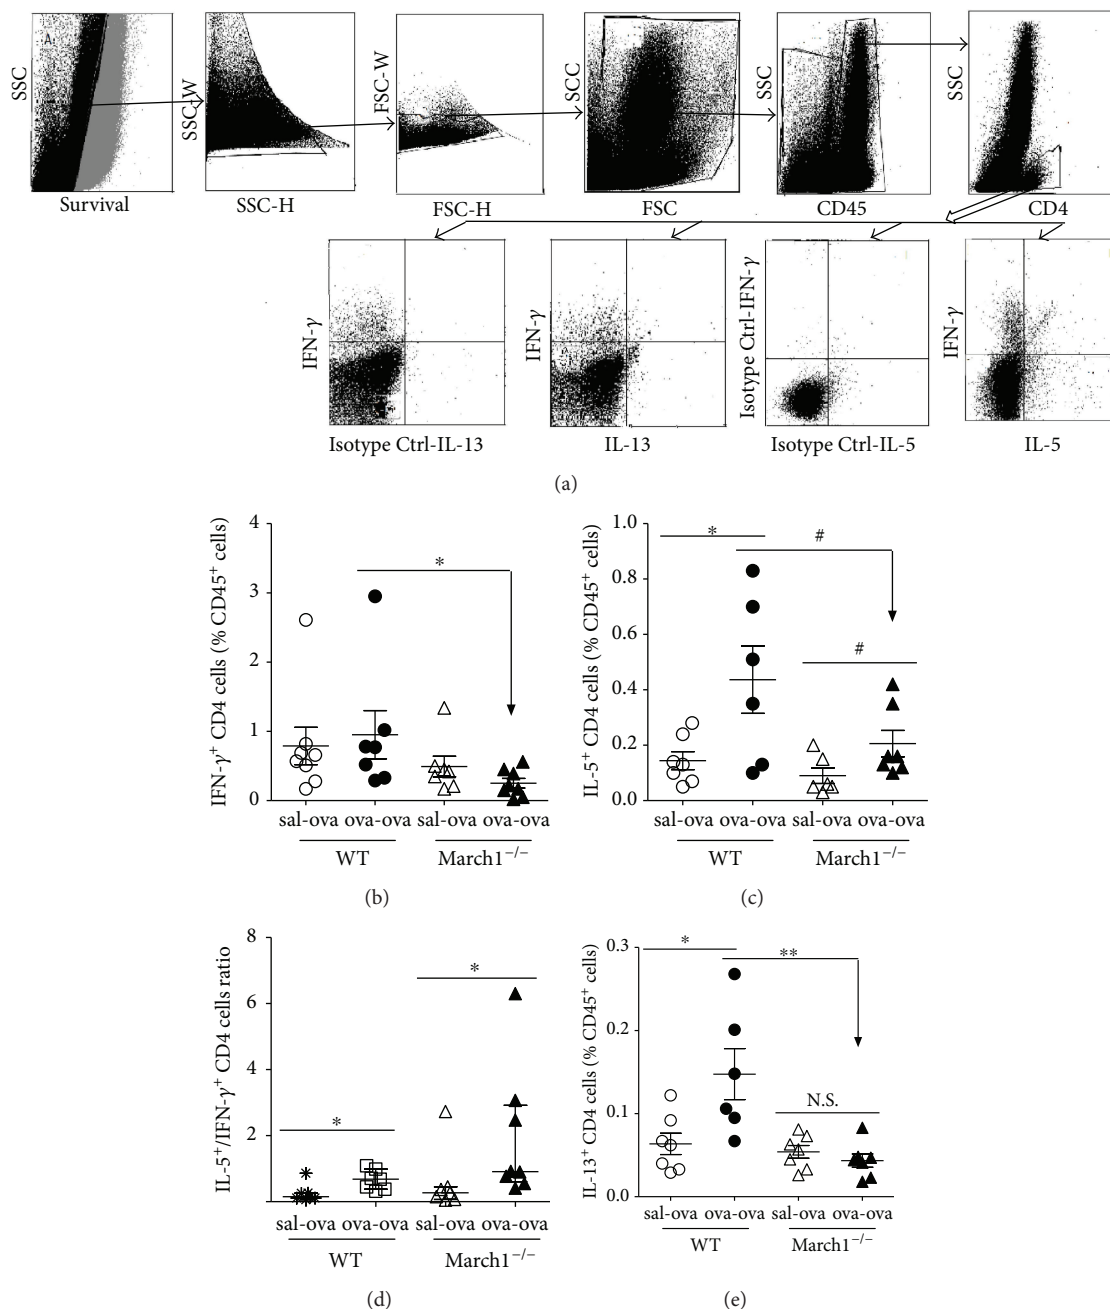 SSC
Survival
SSC-W
SSC-H
FSC-W
FSC-H
SCC
FSC
SSC
CD45
SSC
CD4
IFN-γ
Isotype Ctrl-IL-13
IFN-γ
IL-13
Isotype Ctrl-IFN-γ
Isotype Ctrl-IL-5
IFN-γ
IL-5
(a)
IFN-γ⁺ CD4 cells (% CD45⁺ cells)
4
3
2
1
0
*
sal-ova ova-ova sal-ova ova-ova
WT March1⁻/⁻
(b)
IL-5⁺ CD4 cells (% CD45⁺ cells)
1.0
0.8
0.6
0.4
0.2
0.0
* #
#
sal-ova ova-ova sal-ova ova-ova
WT March1⁻/⁻
(c)
IL-5⁺/IFN-γ⁺ CD4 cells ratio
8
6
4
2
*
*
sal-ova ova-ova sal-ova ova-ova
WT March1⁻/⁻
(d)
IL-13⁺ CD4 cells (% CD45⁺ cells)
0.3
0.2
0.1
0.0
* **
N.S.
sal-ova ova-ova sal-ova ova-ova
WT March1⁻/⁻
(e)